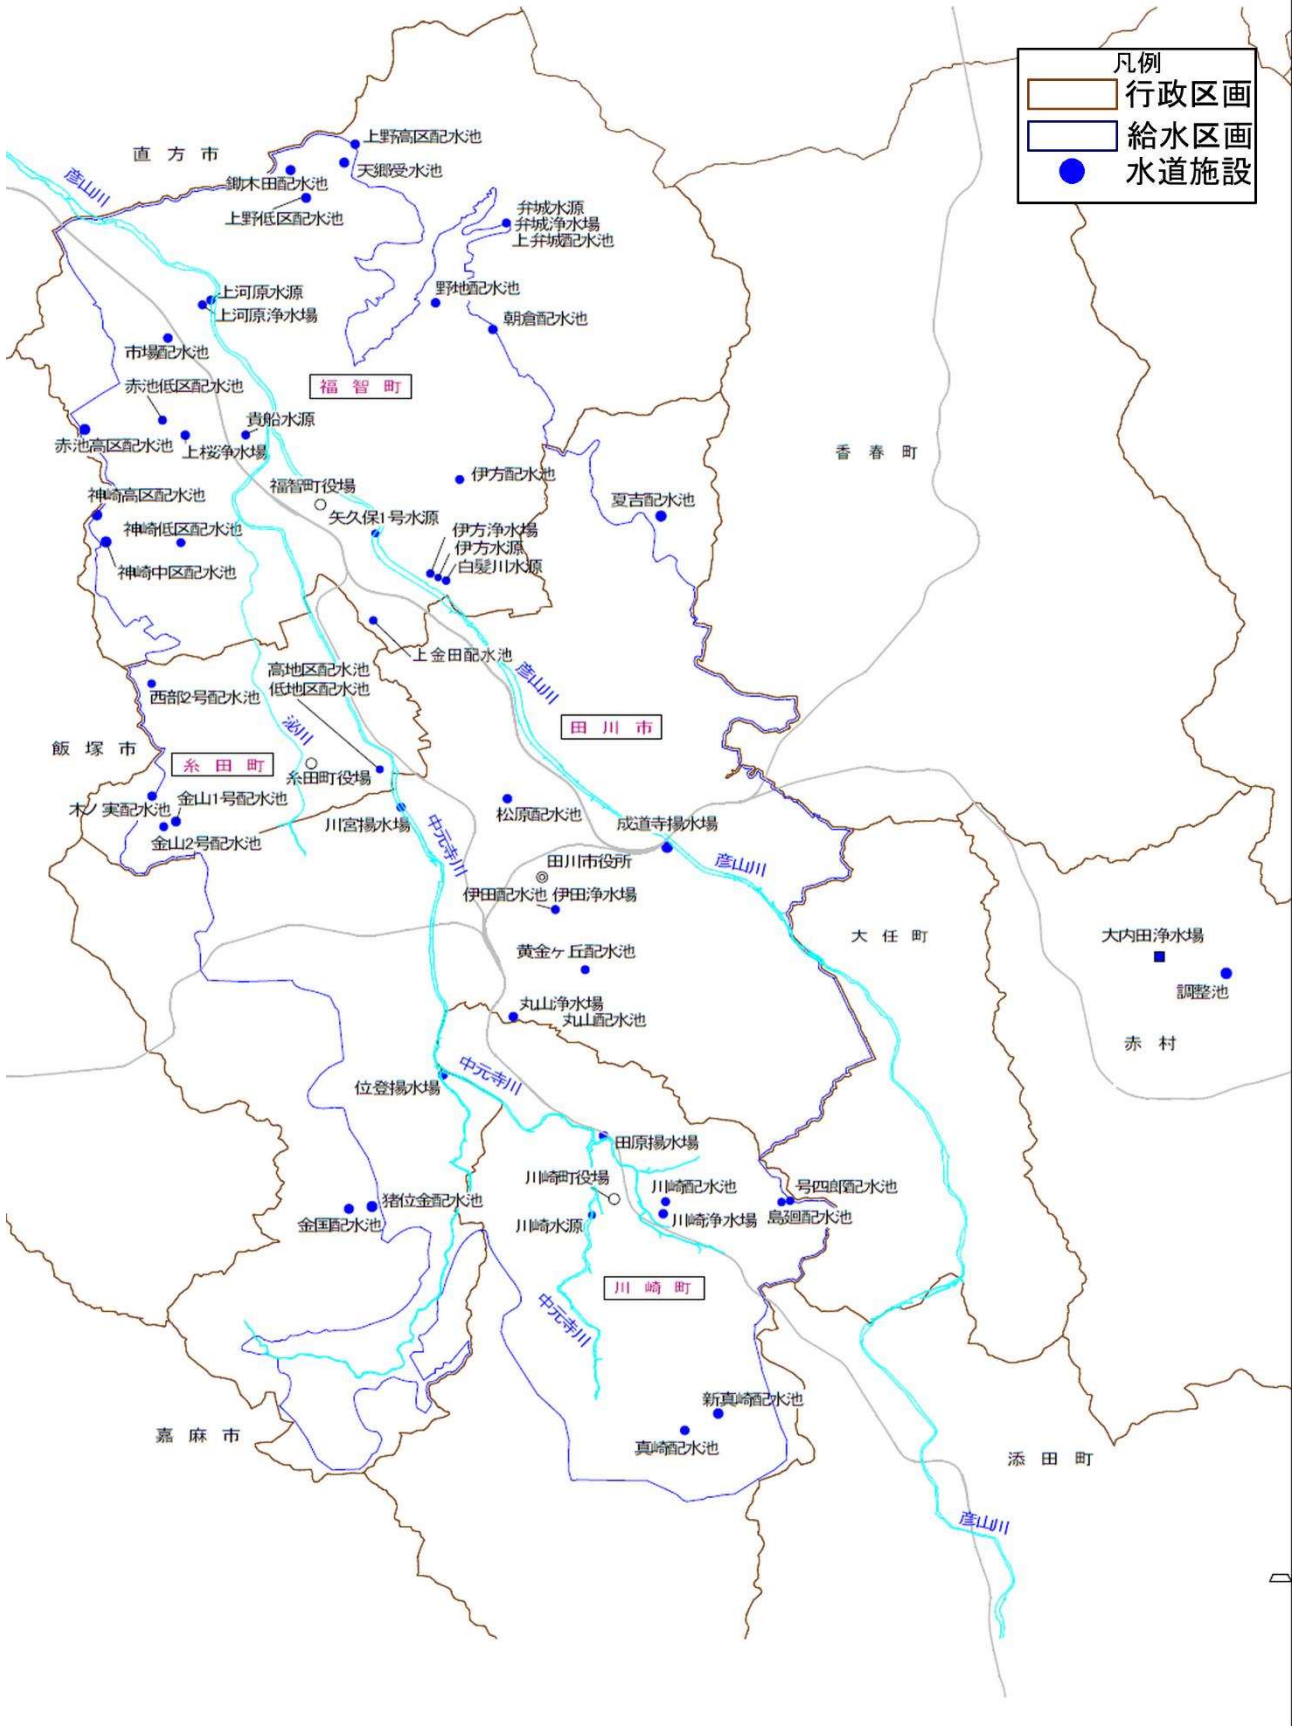 凡例
行政区画
給水区画
水道施設
直方市
上野高区配水池
天郷受水池
彦山川
鋤木田配水池
上野低区配水池
弁城水源
弁城浄水場
上弁城配水池
上河原水源
上河原浄水場
野地配水池
朝倉配水池
市場配水池
赤池低区配水池
福智町
貴船水源
赤池高区配水池
上桜浄水場
香春町
伊方配水池
福智町役場
神崎高区配水池
夏吉配水池
矢久保1号水源
神崎低区配水池
伊方浄水場
伊方水源
白髪川水源
神崎中区配水池
上金田配水池
高地区配水池
低地区配水池
彦山川
西部2号配水池
泌川
田川市
飯塚市
糸田町
糸田町役場
木ノ実配水池
金山1号配水池
金山2号配水池
川宮揚水場
中元寺川
松原配水池
成道寺揚水場
彦山川
田川市役所
伊田配水池
伊田浄水場
大任町
大内田浄水場
黄金ヶ丘配水池
調整池
丸山浄水場
丸山配水池
赤村
位登揚水場
中元寺川
田原揚水場
川崎町役場
川崎配水池
号四郎配水池
猪位金配水池
金国配水池
川崎水源
川崎浄水場
島廻配水池
川崎町
中元寺川
新真崎配水池
真崎配水池
嘉麻市
添田町
彦山川